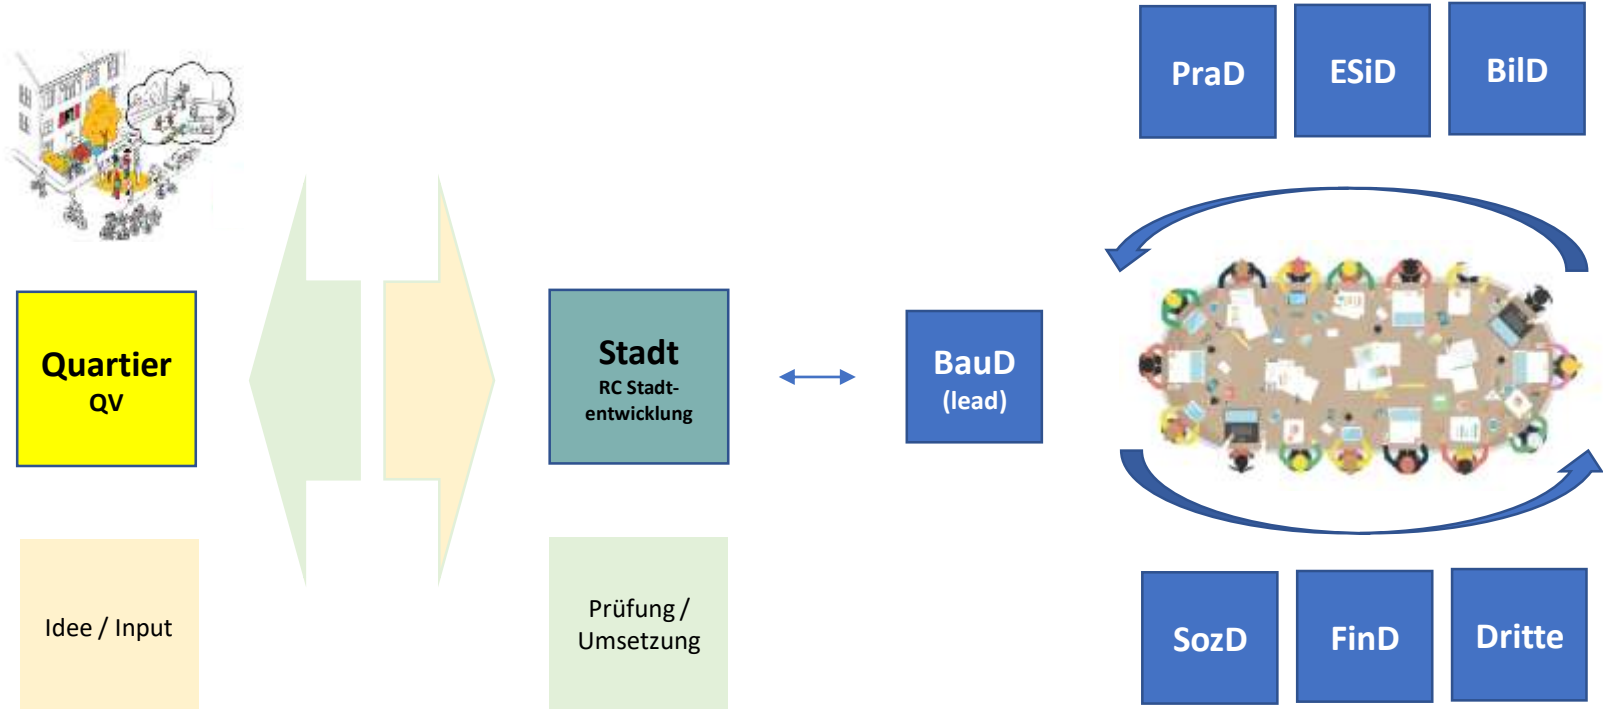 PraD
ESiD
BilD
Quartier
QV
Stadt
RC Stadt-
entwicklung
BauD
(lead)
Idee / Input
Prüfung /
Umsetzung
SozD
FinD
Dritte